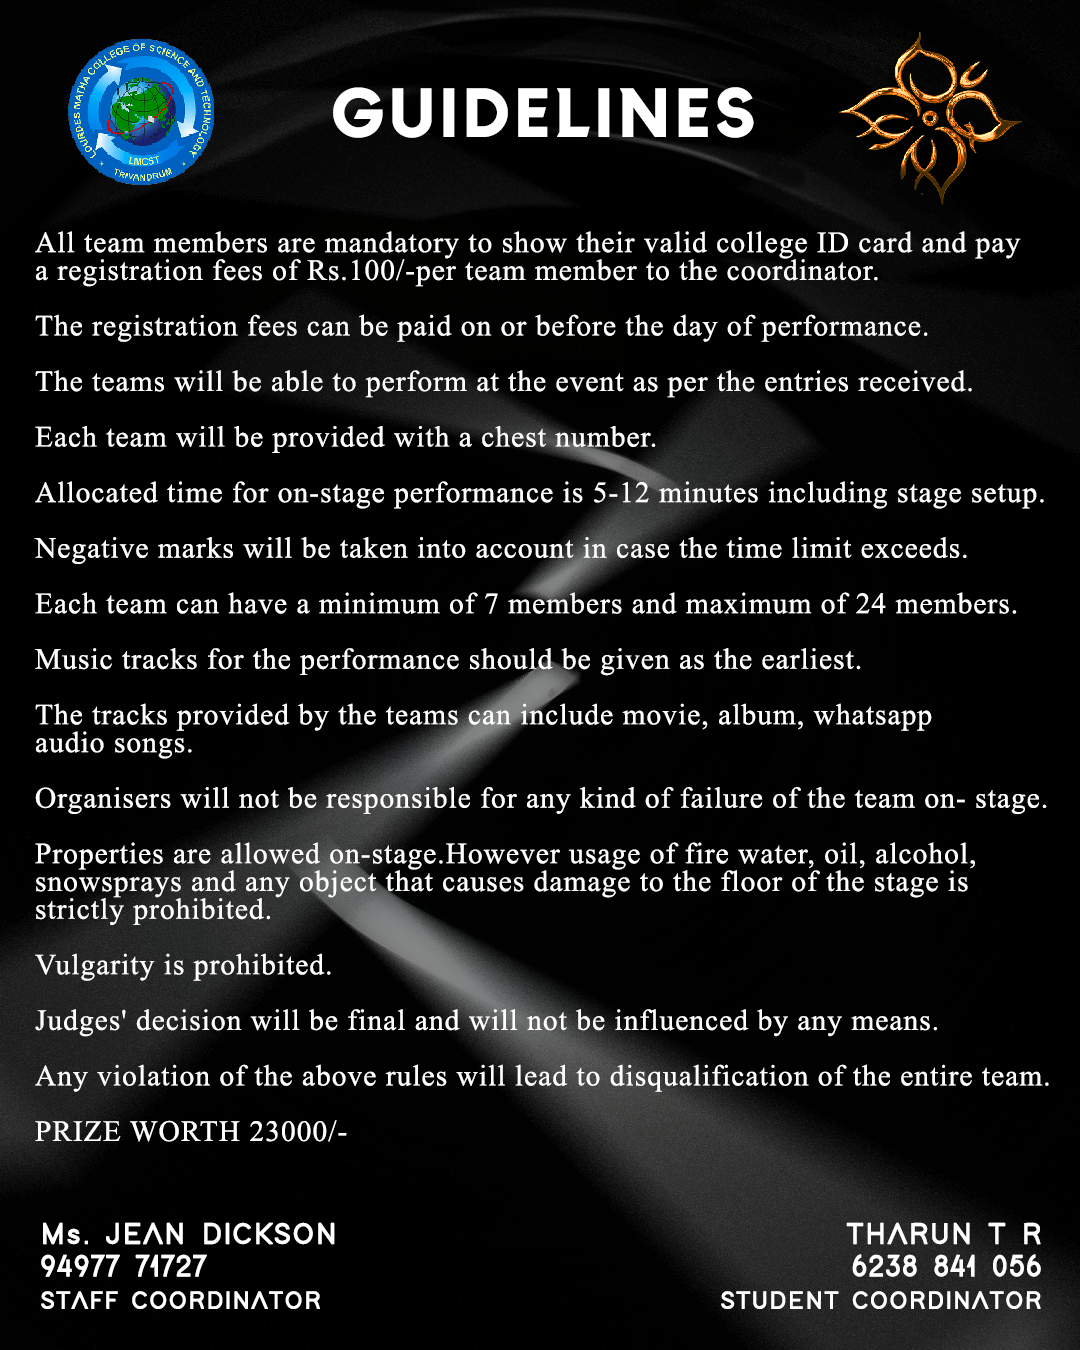 LOURDES MATHA COLLEGE OF SCIENCE AND TECHNOLOGY
LMCST
TRIVANDRUM
GUIDELINES
All team members are mandatory to show their valid college ID card and pay
a registration fees of Rs.100/-per team member to the coordinator.
The registration fees can be paid on or before the day of performance.
The teams will be able to perform at the event as per the entries received.
Each team will be provided with a chest number.
Allocated time for on-stage performance is 5-12 minutes including stage setup.
Negative marks will be taken into account in case the time limit exceeds.
Each team can have a minimum of 7 members and maximum of 24 members.
Music tracks for the performance should be given as the earliest.
The tracks provided by the teams can include movie, album, whatsapp
audio songs.
Organisers will not be responsible for any kind of failure of the team on- stage.
Properties are allowed on-stage.However usage of fire water, oil, alcohol,
snowsprays and any object that causes damage to the floor of the stage is
strictly prohibited.
Vulgarity is prohibited.
Judges' decision will be final and will not be influenced by any means.
Any violation of the above rules will lead to disqualification of the entire team.
PRIZE WORTH 23000/-
Ms. JEAN DICKSON
94977 71727
STAFF COORDINATOR
THARUN T R
6238 841 056
STUDENT COORDINATOR